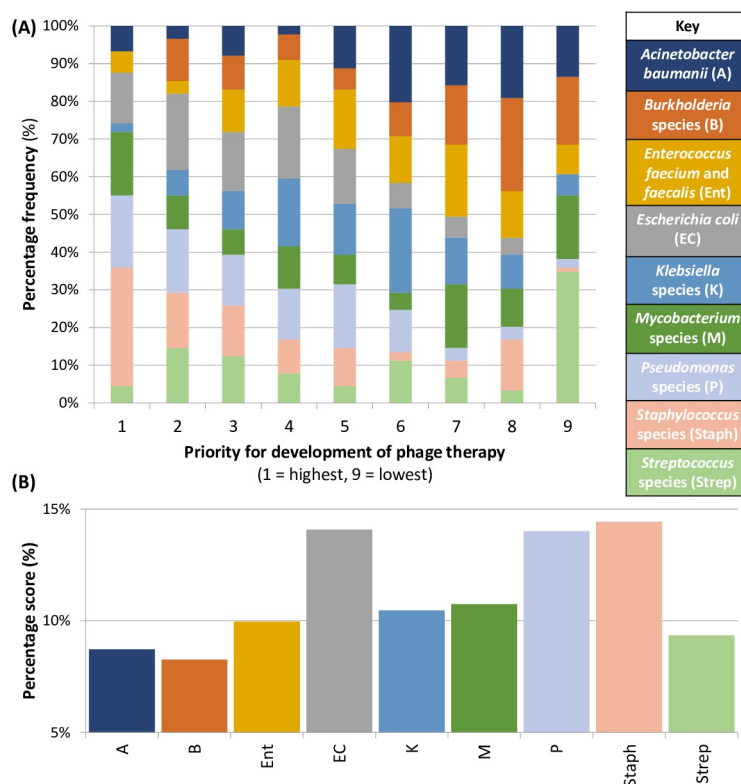 (A)
Percentage frequency (%)
100%
90%
80%
70%
60%
50%
40%
30%
20%
10%
0%
1 2 3 4 5 6 7 8 9
Priority for development of phage therapy
(1 = highest, 9 = lowest)
Key
Acinetobacter
baumanii (A)
Burkholderia
species (B)
Enterococcus
faecium and
faecalis (Ent)
Escherichia coli
(EC)
Klebsiella
species (K)
Mycobacterium
species (M)
Pseudomonas
species (P)
Staphylococcus
species (Staph)
Streptococcus
species (Strep)
(B)
Percentage score (%)
15%
10%
5%
A
B
Ent
EC
K
M
P
Staph
Strep